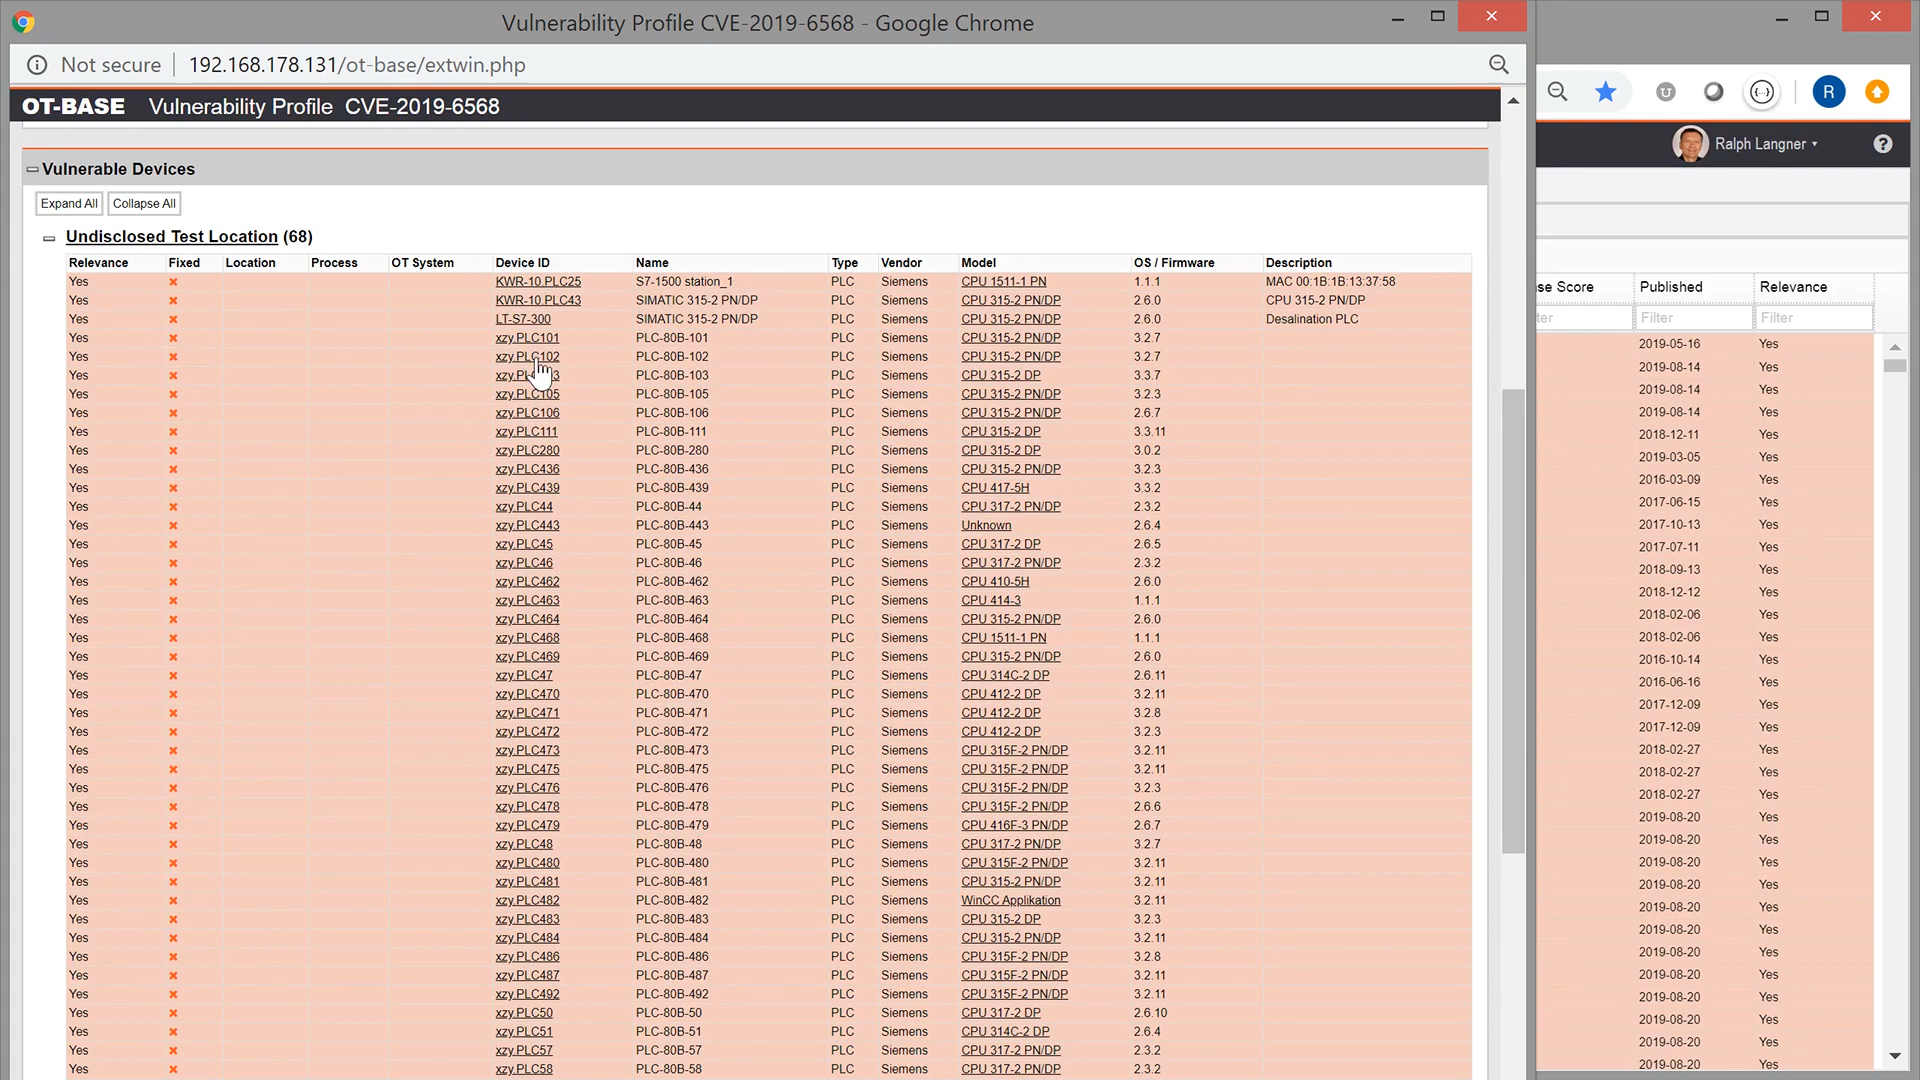 Vulnerability Profile CVE-2019-6568 - Google Chrome
Not secure 192.168.178.131/ot-base/extwin.php
OT-BASE Vulnerability Profile CVE-2019-6568
Vulnerable Devices
Expand All Collapse All
Undisclosed Test Location (68)
Relevance Fixed Location Process OT System Device ID Name Type Vendor Model OS / Firmware Description
Yes KWR-10.PLC25 S7-1500 station_1 PLC Siemens CPU 1511-1 PN 1.1.1 MAC 00:1B:1B:13:37:58
Yes KWR-10.PLC43 SIMATIC 315-2 PN/DP PLC Siemens CPU 315-2 PN/DP 2.6.0 CPU 315-2 PN/DP
Yes LT-S7-300 SIMATIC 315-2 PN/DP PLC Siemens CPU 315-2 PN/DP 2.6.0 Desalination PLC
Yes xzy.PLC101 PLC-80B-101 PLC Siemens CPU 315-2 PN/DP 3.2.7
Yes xzy.PLC102 PLC-80B-102 PLC Siemens CPU 315-2 PN/DP 3.2.7
Yes PLC-80B-103 PLC Siemens CPU 315-2 DP 3.3.7
Yes xzy.PLC105 PLC-80B-105 PLC Siemens CPU 315-2 PN/DP 3.2.3
Yes xzy.PLC106 PLC-80B-106 PLC Siemens CPU 315-2 PN/DP 2.6.7
Yes xzy.PLC111 PLC-80B-111 PLC Siemens CPU 315-2 DP 3.3.11
Yes xzy.PLC280 PLC-80B-280 PLC Siemens CPU 315-2 DP 3.0.2
Yes xzy.PLC436 PLC-80B-436 PLC Siemens CPU 315-2 PN/DP 3.2.3
Yes xzy.PLC439 PLC-80B-439 PLC Siemens CPU 417-5H 3.3.2
Yes xzy.PLC44 PLC-80B-44 PLC Siemens CPU 317-2 PN/DP 2.3.2
Yes xzy.PLC443 PLC-80B-443 PLC Siemens Unknown 2.6.4
Yes xzy.PLC45 PLC-80B-45 PLC Siemens CPU 317-2 DP 2.6.5
Yes xzy.PLC46 PLC-80B-46 PLC Siemens CPU 317-2 PN/DP 2.3.2
Yes xzy.PLC462 PLC-80B-462 PLC Siemens CPU 410-5H 2.6.0
Yes xzy.PLC463 PLC-80B-463 PLC Siemens CPU 414-3 1.1.1
Yes xzy.PLC464 PLC-80B-464 PLC Siemens CPU 315-2 PN/DP 2.6.0
Yes xzy.PLC468 PLC-80B-468 PLC Siemens CPU 1511-1 PN 1.1.1
Yes xzy.PLC469 PLC-80B-469 PLC Siemens CPU 315-2 PN/DP 2.6.0
Yes xzy.PLC47 PLC-80B-47 PLC Siemens CPU 314C-2 DP 2.6.11
Yes xzy.PLC470 PLC-80B-470 PLC Siemens CPU 412-2 DP 3.2.11
Yes xzy.PLC471 PLC-80B-471 PLC Siemens CPU 412-2 DP 3.2.8
Yes xzy.PLC472 PLC-80B-472 PLC Siemens CPU 412-2 DP 3.2.3
Yes xzy.PLC473 PLC-80B-473 PLC Siemens CPU 315F-2 PN/DP 3.2.11
Yes xzy.PLC475 PLC-80B-475 PLC Siemens CPU 315F-2 PN/DP 3.2.11
Yes xzy.PLC476 PLC-80B-476 PLC Siemens CPU 315F-2 PN/DP 3.2.3
Yes xzy.PLC478 PLC-80B-478 PLC Siemens CPU 315F-2 PN/DP 2.6.6
Yes xzy.PLC479 PLC-80B-479 PLC Siemens CPU 416F-3 PN/DP 2.6.7
Yes xzy.PLC48 PLC-80B-48 PLC Siemens CPU 317-2 PN/DP 3.2.7
Yes xzy.PLC480 PLC-80B-480 PLC Siemens CPU 315F-2 PN/DP 3.2.11
Yes xzy.PLC481 PLC-80B-481 PLC Siemens CPU 315-2 PN/DP 3.2.11
Yes xzy.PLC482 PLC-80B-482 PLC Siemens WinCC Applikation 3.2.11
Yes xzy.PLC483 PLC-80B-483 PLC Siemens CPU 315-2 DP 3.2.3
Yes xzy.PLC484 PLC-80B-484 PLC Siemens CPU 315-2 PN/DP 3.2.11
Yes xzy.PLC486 PLC-80B-486 PLC Siemens CPU 315F-2 PN/DP 3.2.8
Yes xzy.PLC487 PLC-80B-487 PLC Siemens CPU 315F-2 PN/DP 3.2.11
Yes xzy.PLC492 PLC-80B-492 PLC Siemens CPU 315F-2 PN/DP 3.2.11
Yes xzy.PLC50 PLC-80B-50 PLC Siemens CPU 317-2 DP 2.6.10
Yes xzy.PLC51 PLC-80B-51 PLC Siemens CPU 314C-2 DP 2.6.4
Yes xzy.PLC57 PLC-80B-57 PLC Siemens CPU 317-2 PN/DP 2.3.2
Yes xzy.PLC58 PLC-80B-58 PLC Siemens CPU 317-2 PN/DP 2.3.2
R
Ralph Langner
se Score Published Relevance
ter Filter Filter
2019-05-16 Yes
2019-08-14 Yes
2019-08-14 Yes
2019-08-14 Yes
2018-12-11 Yes
2019-03-05 Yes
2016-03-09 Yes
2017-06-15 Yes
2017-10-13 Yes
2017-07-11 Yes
2018-09-13 Yes
2018-12-12 Yes
2018-02-06 Yes
2018-02-06 Yes
2016-10-14 Yes
2016-06-16 Yes
2017-12-09 Yes
2017-12-09 Yes
2018-02-27 Yes
2018-02-27 Yes
2018-02-27 Yes
2019-08-20 Yes
2019-08-20 Yes
2019-08-20 Yes
2019-08-20 Yes
2019-08-20 Yes
2019-08-20 Yes
2019-08-20 Yes
2019-08-20 Yes
2019-08-20 Yes
2019-08-20 Yes
2019-08-20 Yes
2019-08-20 Yes